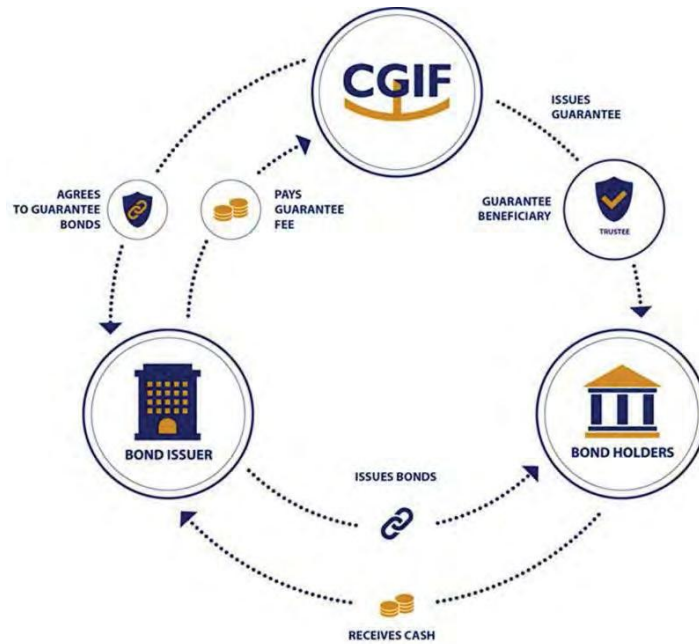 CGIF
ISSUES
GUARANTEE
AGREES
TO GUARANTEE
BONDS
PAYS
GUARANTEE
FEE
GUARANTEE
BENEFICIARY
TRUSTEE
BOND ISSUER
BOND HOLDERS
ISSUES BONDS
RECEIVES CASH